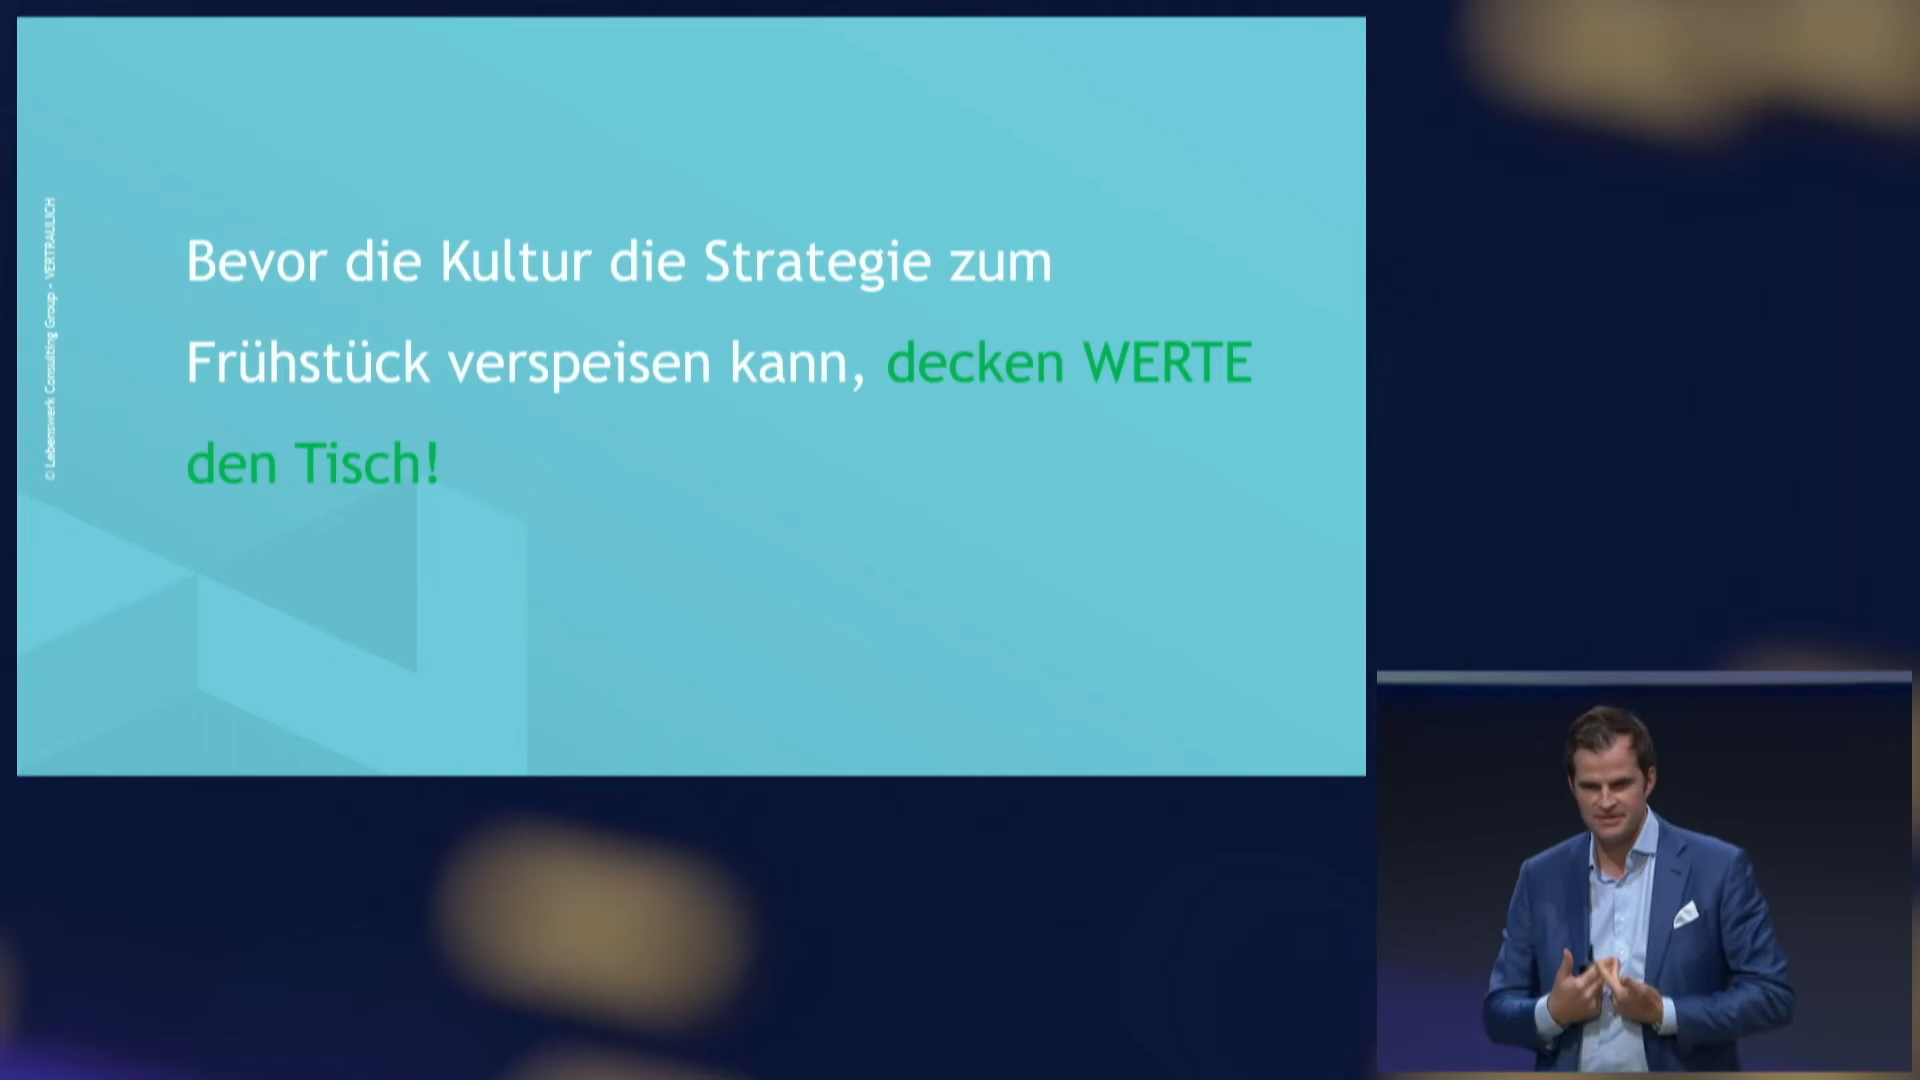 Bevor die Kultur die Strategie zum
Frühstück verspeisen kann, decken WERTE
den Tisch!
© Lebenswerk Consulting Group - VERTRAULICH